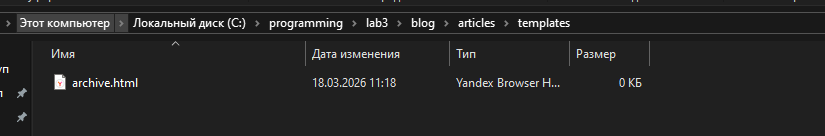 Этот компьютер > Локальный диск (C:) > programming > lab3 > blog > articles > templates
Имя Дата изменения Тип Размер
archive.html 18.03.2026 11:18 Yandex Browser H... 0 КБ